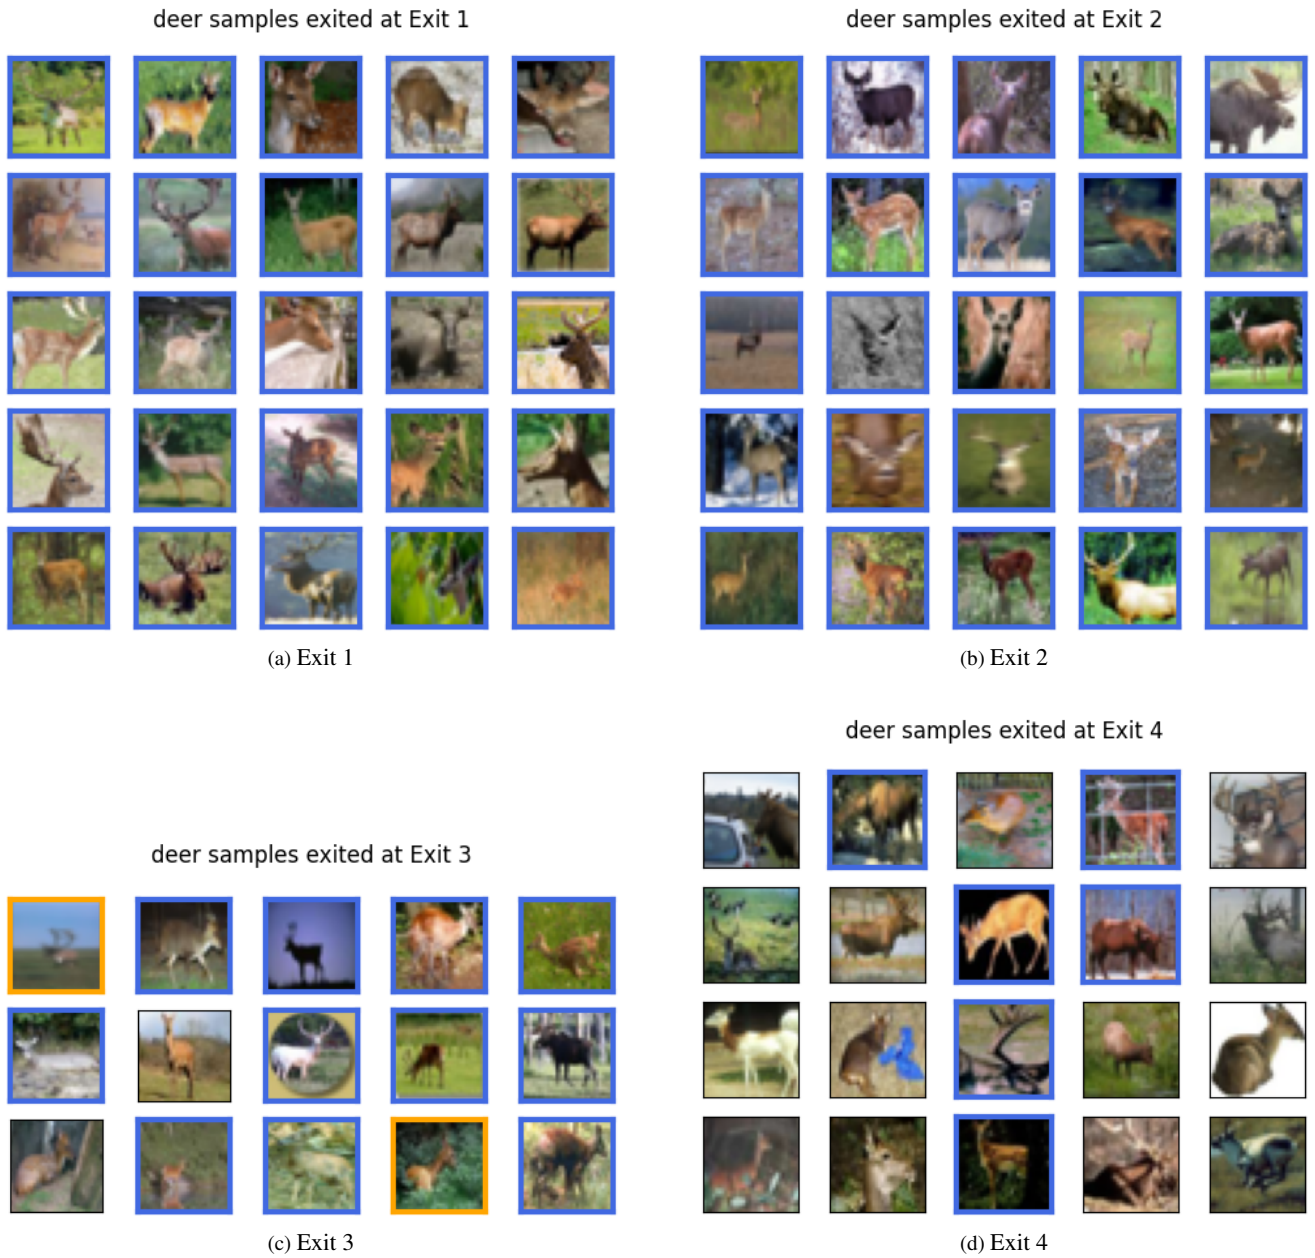 deer samples exited at Exit 1
deer samples exited at Exit 2
(a) Exit 1
(b) Exit 2
deer samples exited at Exit 3
deer samples exited at Exit 4
(c) Exit 3
(d) Exit 4